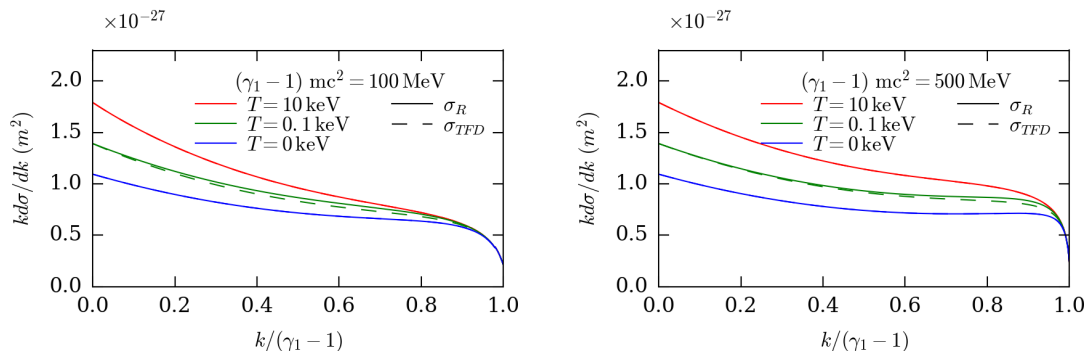 ×10⁻²⁷
2.0
1.5
1.0
0.5
0.0
kdσ/dk (m²)
(γ₁ − 1) mc² = 100 MeV
T = 10 keV
T = 0.1 keV
T = 0 keV
σ_R
σ_TFD
0.0 0.2 0.4 0.6 0.8 1.0
k/(γ₁ − 1)
×10⁻²⁷
2.0
1.5
1.0
0.5
0.0
kdσ/dk (m²)
(γ₁ − 1) mc² = 500 MeV
T = 10 keV
T = 0.1 keV
T = 0 keV
σ_R
σ_TFD
0.0 0.2 0.4 0.6 0.8 1.0
k/(γ₁ − 1)